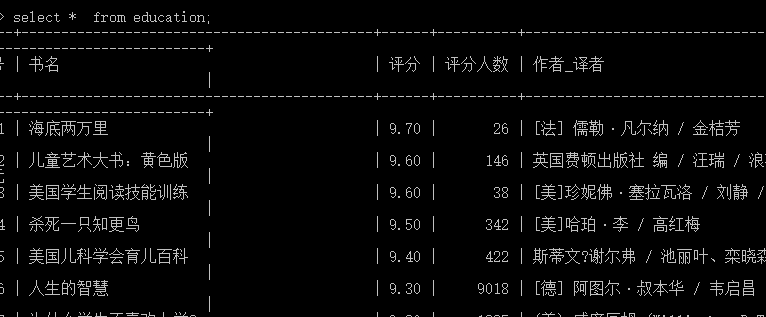 > select *  from education;
号 | 书名 | 评分 | 评分人数 | 作者_译者
1 | 海底两万里 | 9.70 | 26 | [法] 儒勒·凡尔纳 / 金桔芳
2 | 儿童艺术大书：黄色版 | 9.60 | 146 | 英国费顿出版社 编 / 汪瑞 / 浪
3 | 美国学生阅读技能训练 | 9.60 | 38 | [美]珍妮佛·塞拉瓦洛 / 刘静 /
4 | 杀死一只知更鸟 | 9.50 | 342 | [美]哈珀·李 / 高红梅
5 | 美国儿科学会育儿百科 | 9.40 | 422 | 斯蒂文?谢尔弗 / 池丽叶、栾晓森
6 | 人生的智慧 | 9.30 | 9018 | [德] 阿图尔·叔本华 / 韦启昌